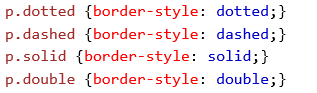 p.dotted {border-style: dotted;}
p.dashed {border-style: dashed;}
p.solid {border-style: solid;}
p.double {border-style: double;}